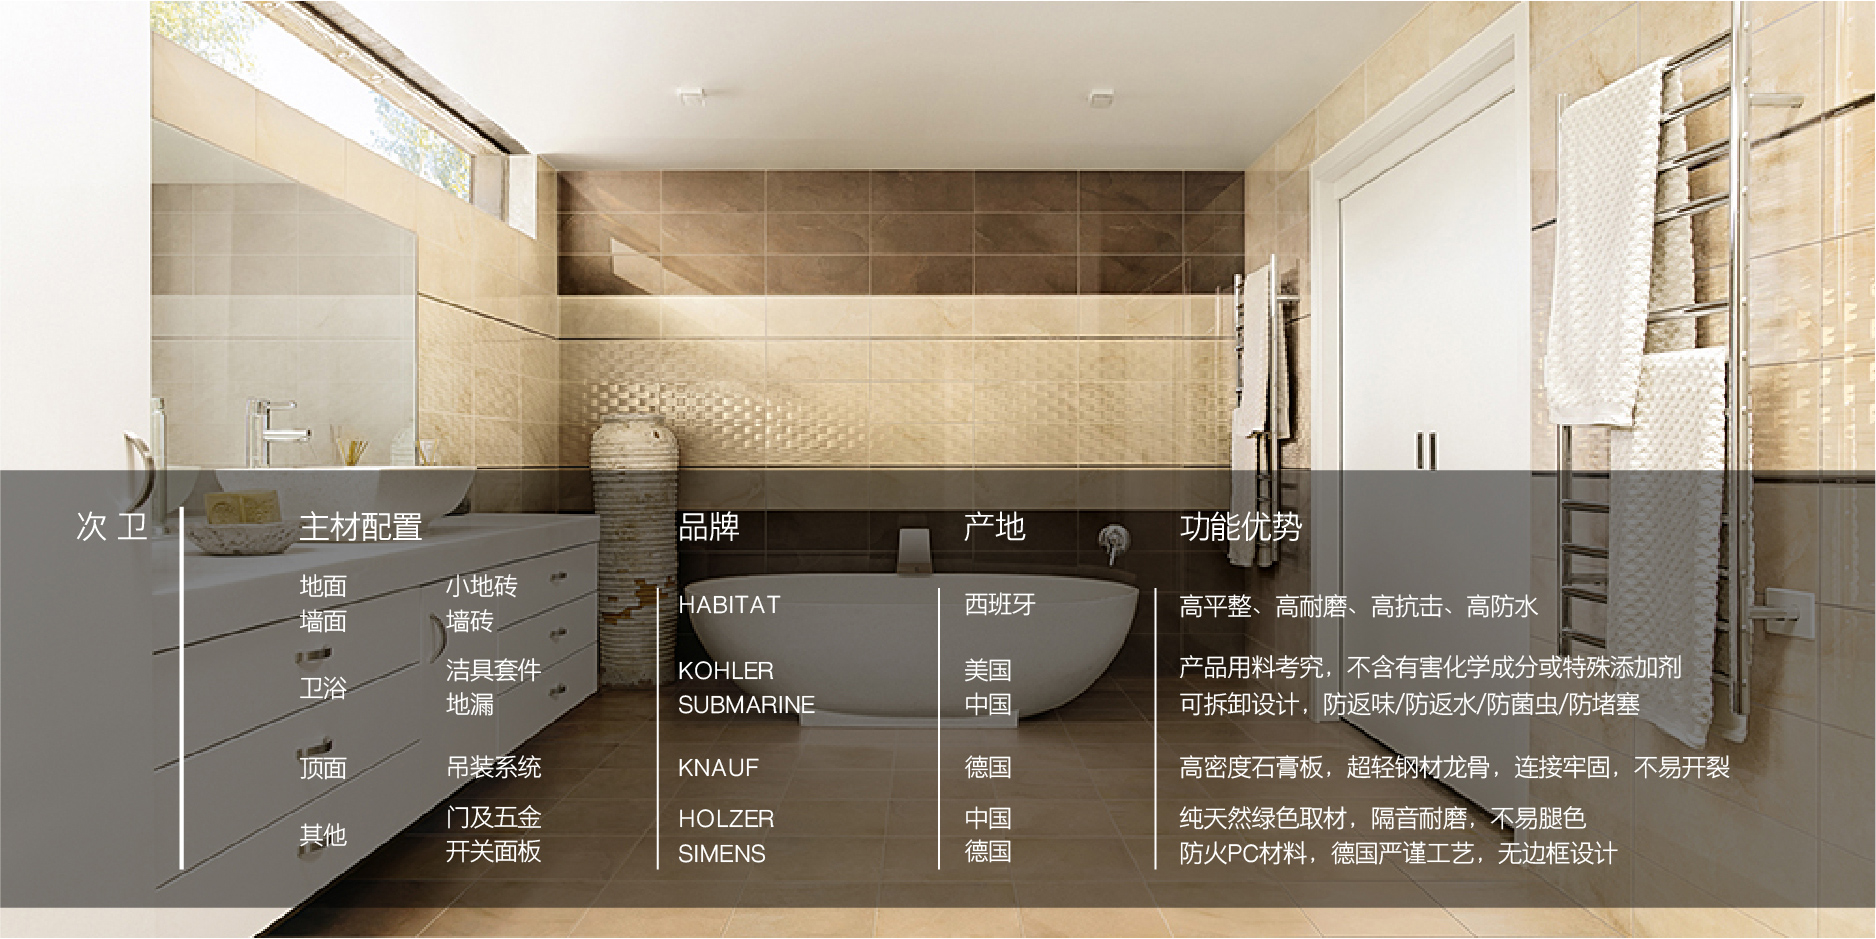 次卫 主材配置 品牌 产地 功能优势
地面 小地砖
HABITAT 西班牙 高平整、高耐磨、高抗击、高防水
墙面 墙砖
卫浴
洁具套件 KOHLER 美国 产品用料考究，不含有害化学成分或特殊添加剂
地漏 SUBMARINE 中国 可拆卸设计，防返味/防返水/防菌虫/防堵塞
顶面 吊装系统 KNAUF 德国 高密度石膏板，超轻钢材龙骨，连接牢固，不易开裂
其他
门及五金 HOLZER 中国 纯天然绿色取材，隔音耐磨，不易腿色
开关面板 SIMENS 德国 防火PC材料，德国严谨工艺，无边框设计